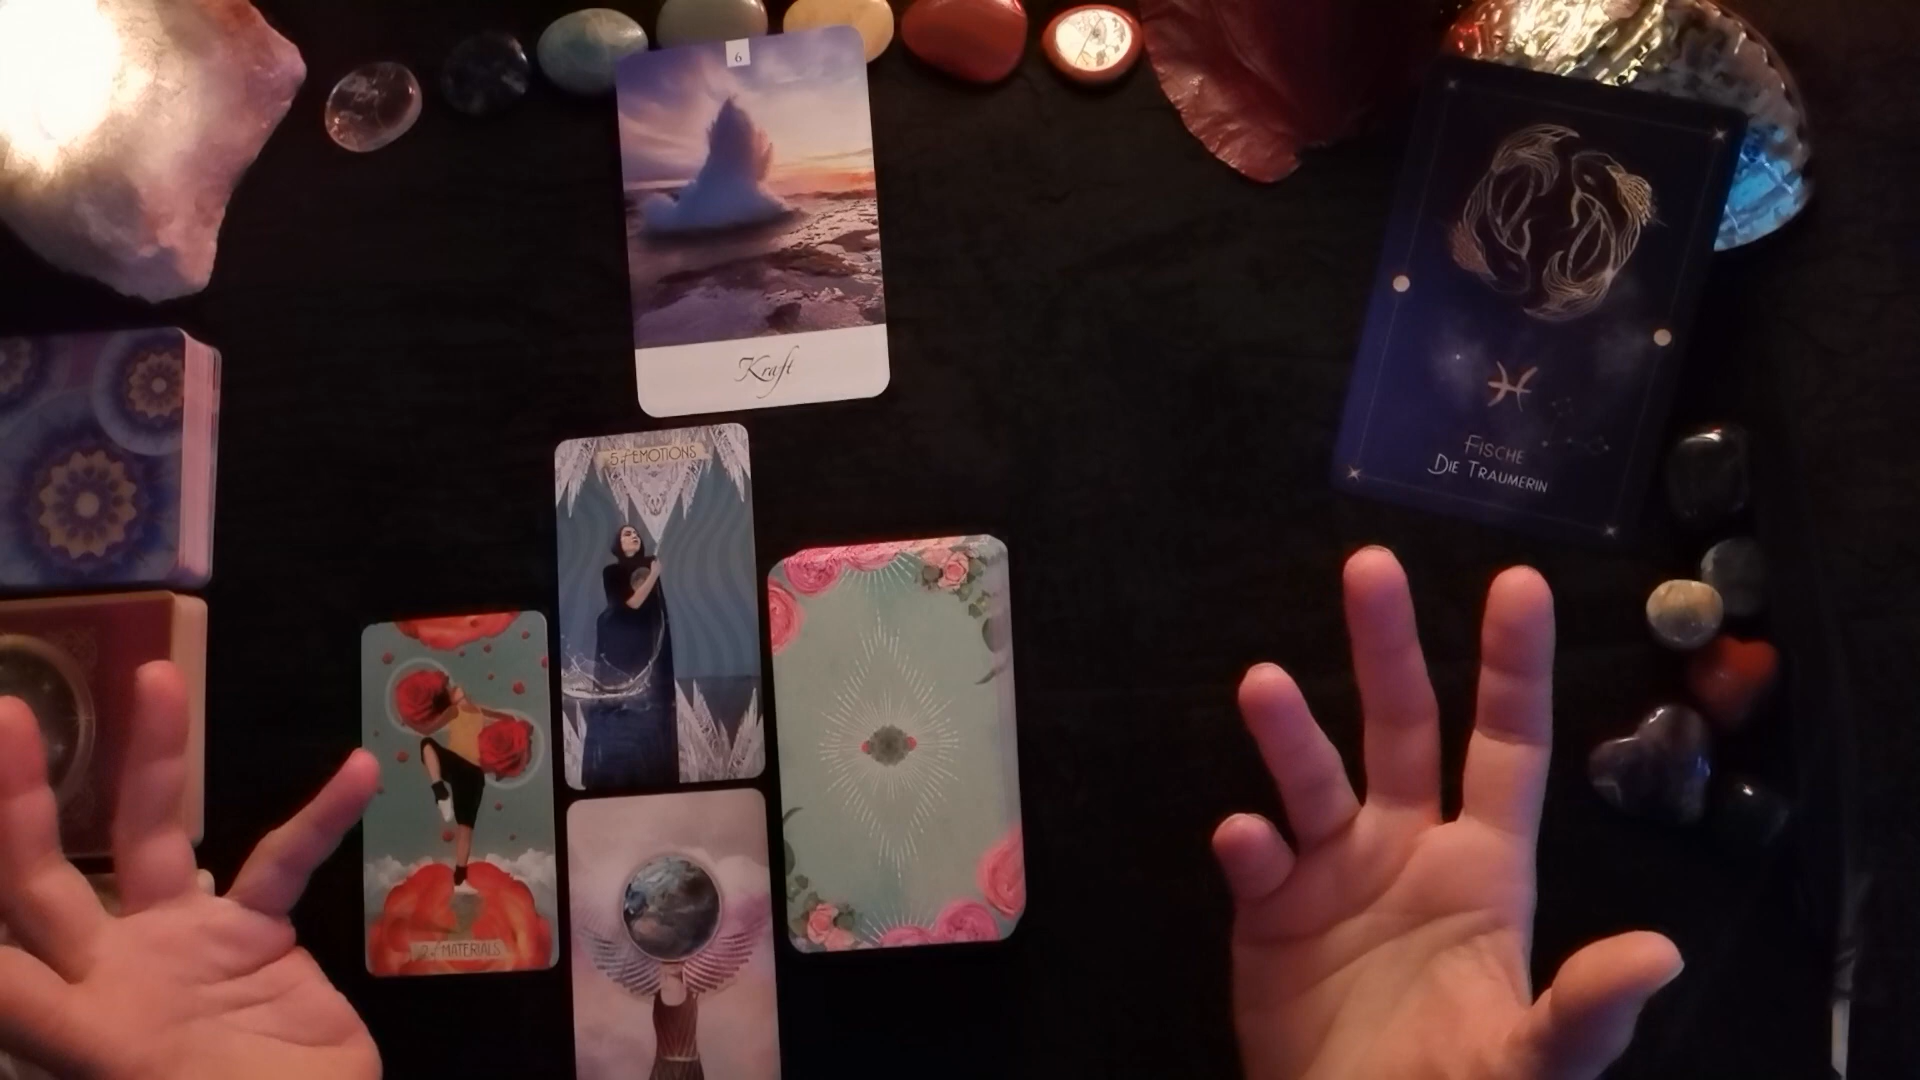 6
Kraft
5 of EMOTIONS
FISCHE
DIE TRAUMERIN
2 of MATERIALS